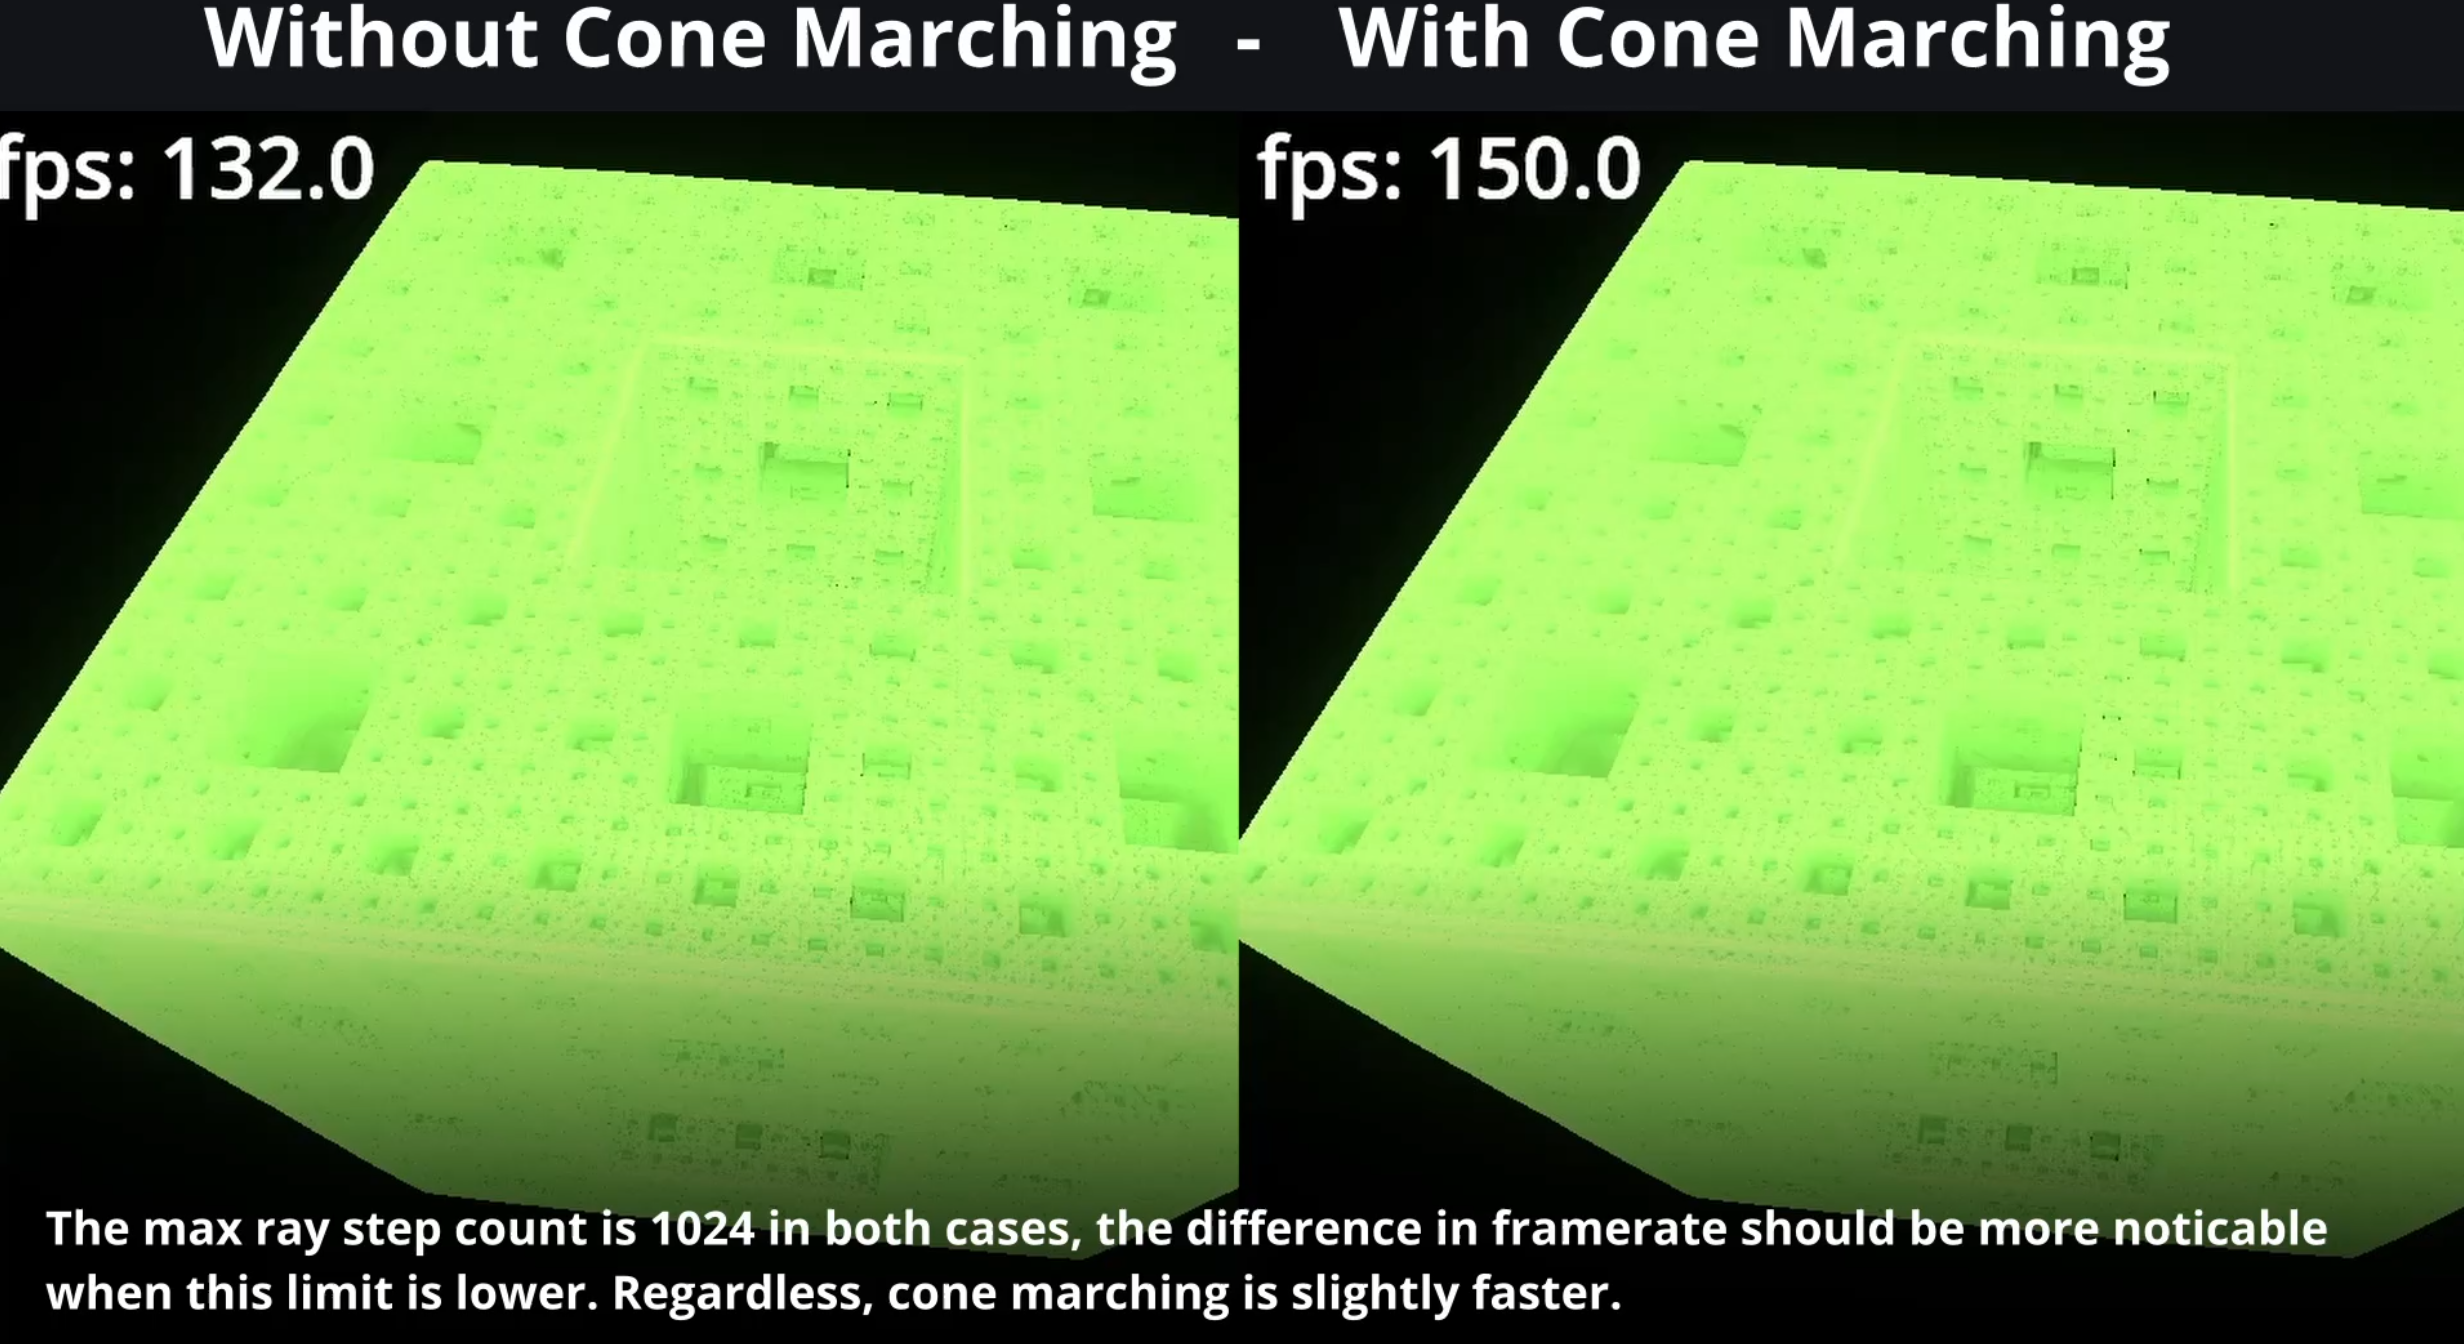 Without Cone Marching - With Cone Marching
fps: 132.0
fps: 150.0
The max ray step count is 1024 in both cases, the difference in framerate should be more noticable
when this limit is lower. Regardless, cone marching is slightly faster.